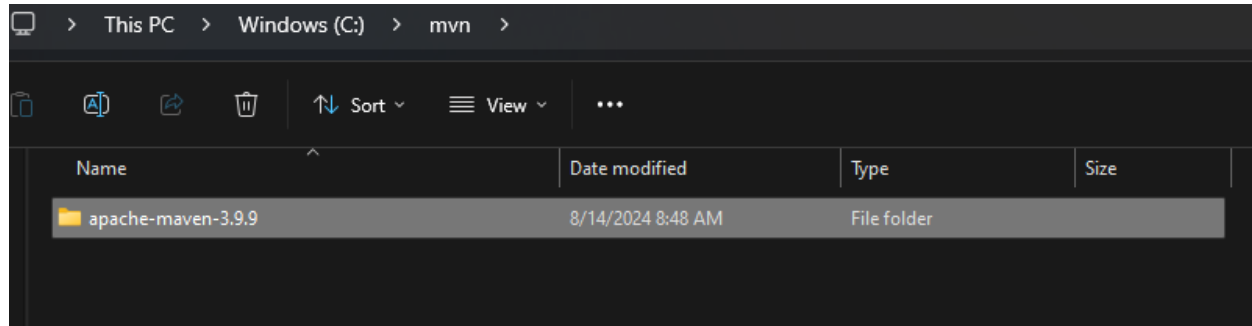 This PC > Windows (C:) > mvn >
Sort View
Name Date modified Type Size
apache-maven-3.9.9 8/14/2024 8:48 AM File folder